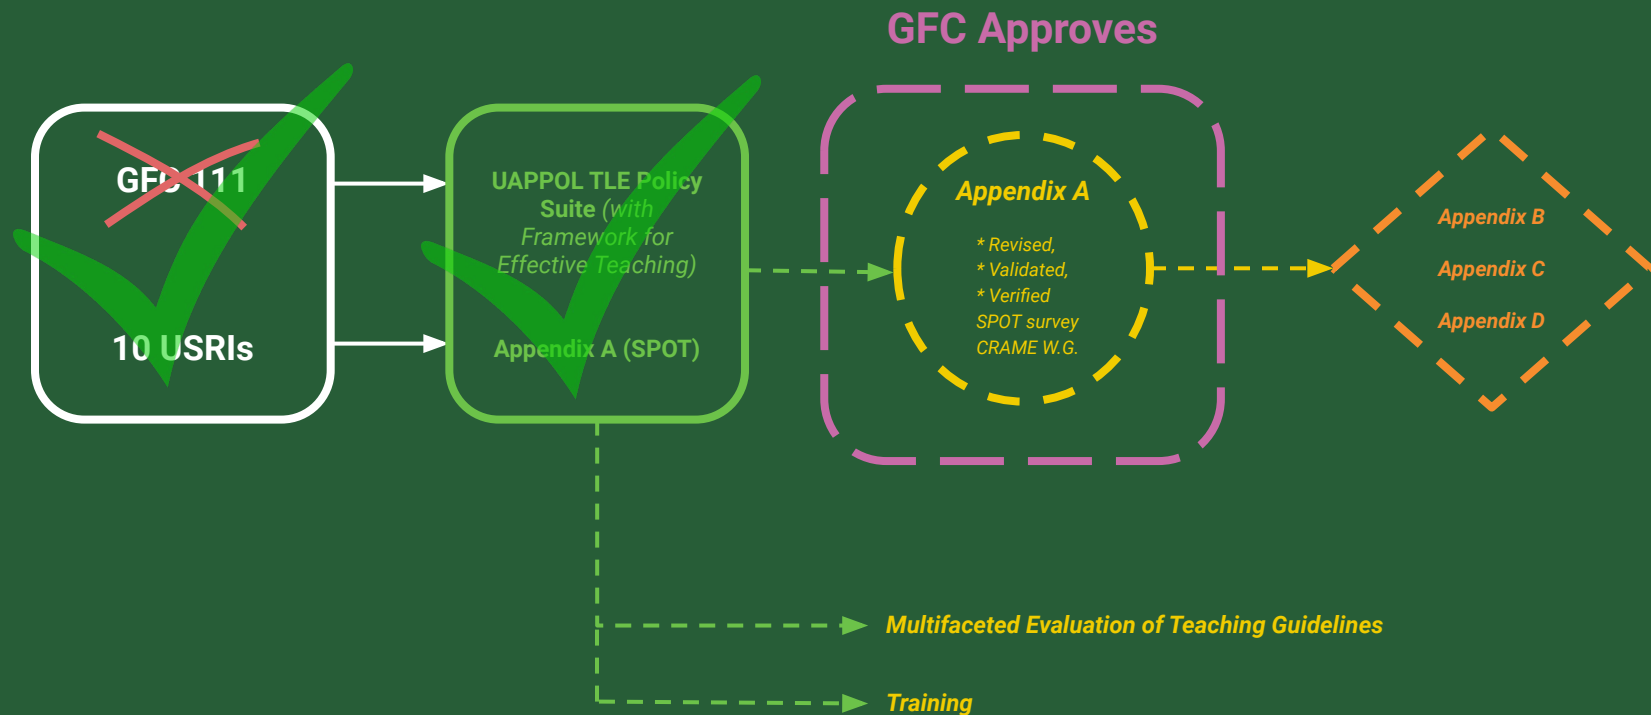 GFC Approves
GFC 111
10 USRIs
UAPPOL TLE Policy
Suite (with
Framework for
Effective Teaching)
Appendix A (SPOT)
Appendix A
* Revised,
* Validated,
* Verified
SPOT survey
CRAME W.G.
Appendix B
Appendix C
Appendix D
Multifaceted Evaluation of Teaching Guidelines
Training